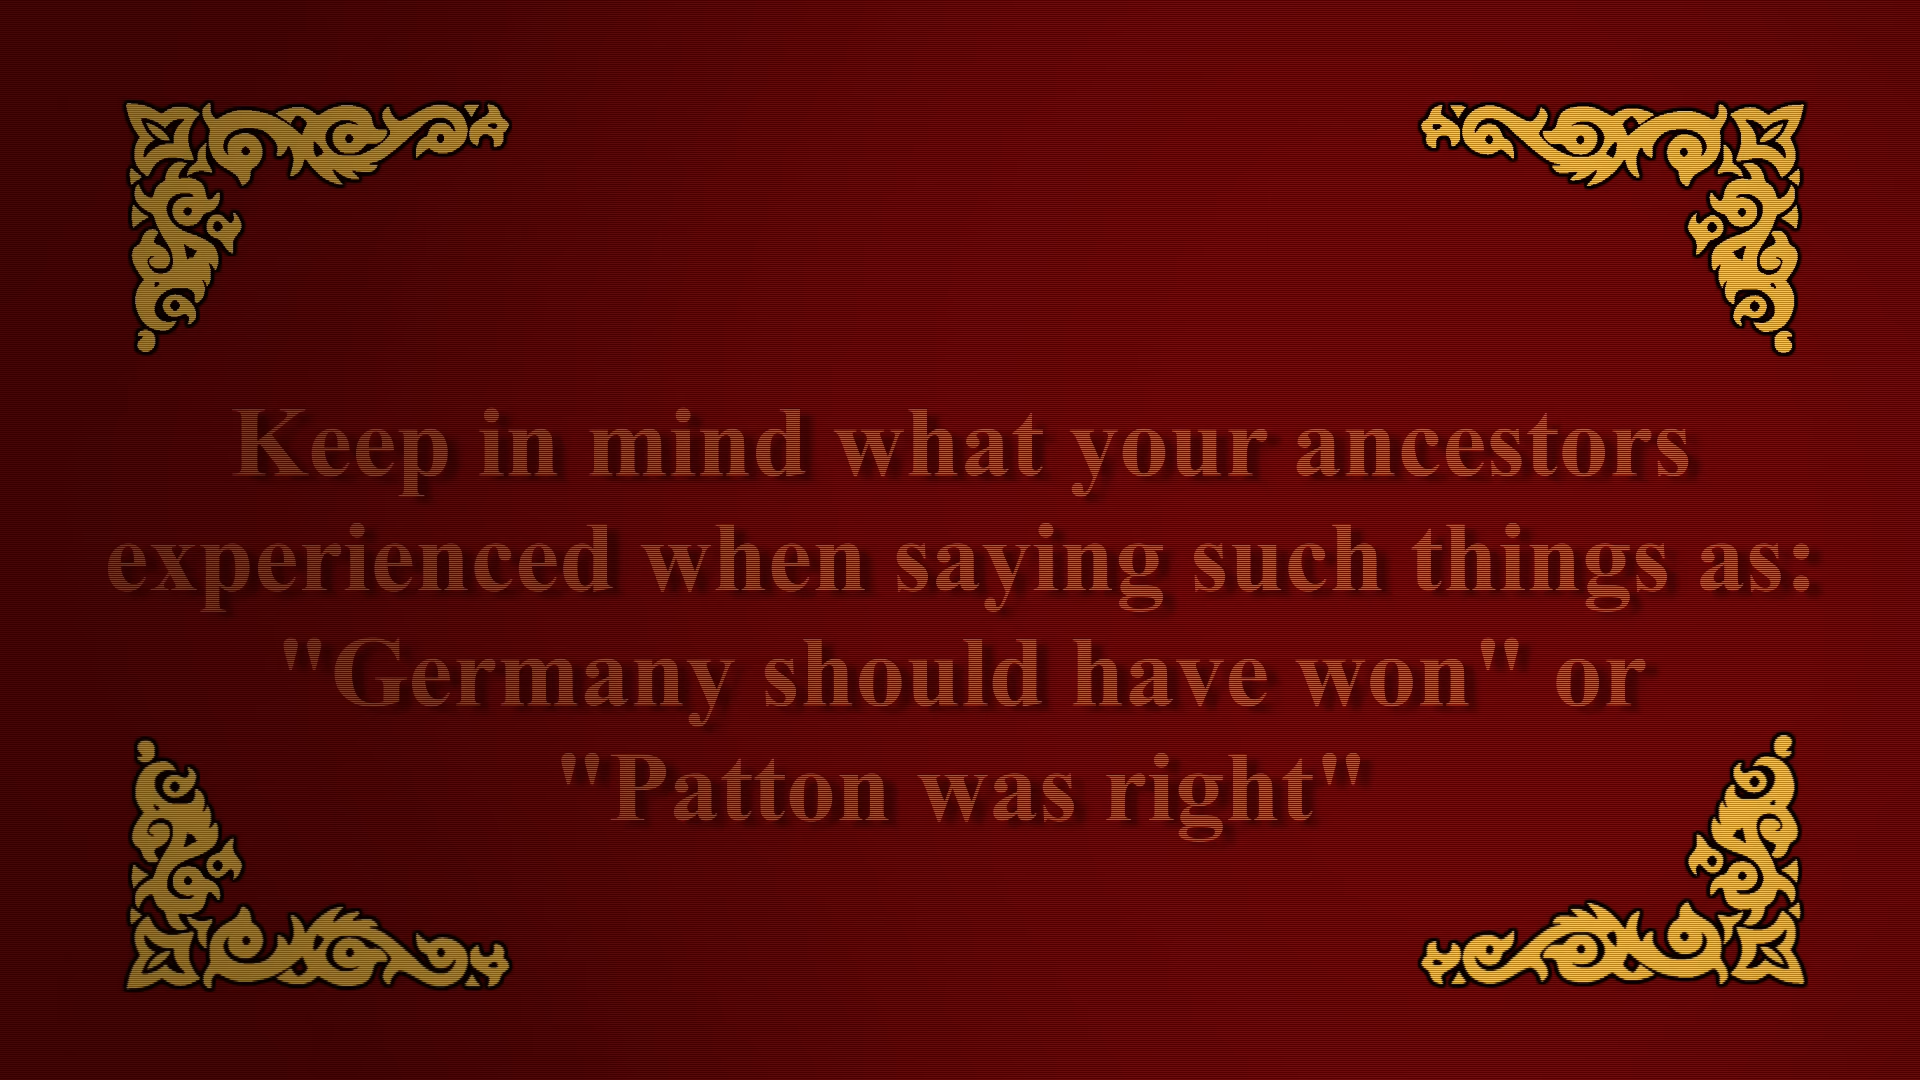 Keep in mind what your ancestors
experienced when saying such things as:
"Germany should have won" or
"Patton was right"